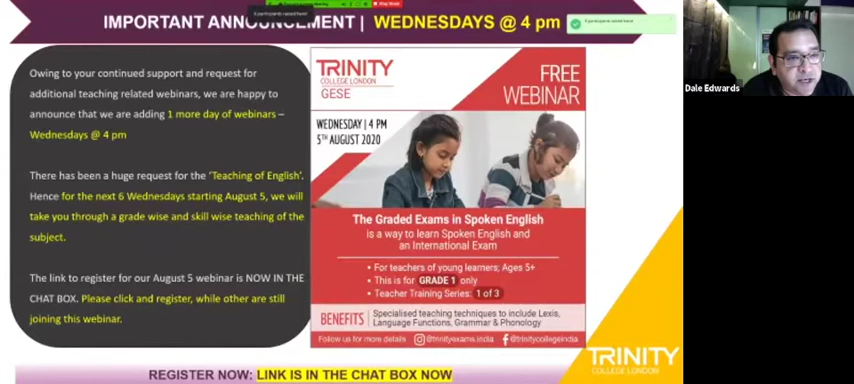 IMPORTANT ANNOUNCEMENT | WEDNESDAYS @ 4 pm
Owing to your continued support and request for
additional teaching related webinars, we are happy to
announce that we are adding 1 more day of webinars –
Wednesdays @ 4 pm
There has been a huge request for the 'Teaching of English'.
Hence for the next 6 Wednesdays starting August 5, we will
take you through a grade wise and skill wise teaching of the
subject.
The link to register for our August 5 webinar is NOW IN THE
CHAT BOX. Please click and register, while other are still
joining this webinar.
TRINITY
COLLEGE LONDON
GESE
FREE
WEBINAR
WEDNESDAY | 4 PM
5TH AUGUST 2020
The Graded Exams in Spoken English
is a way to learn Spoken English and
an International Exam
• For teachers of young learners; Ages 5+
• This is for GRADE 1 only
• Teacher Training Series: 1 of 3
BENEFITS
Specialised teaching techniques to include Lexis,
Language Functions, Grammar & Phonology
Follow us for more details @trinityexams.india @trinitycollegeindia
TRINITY
COLLEGE LONDON
REGISTER NOW: LINK IS IN THE CHAT BOX NOW
Dale Edwards